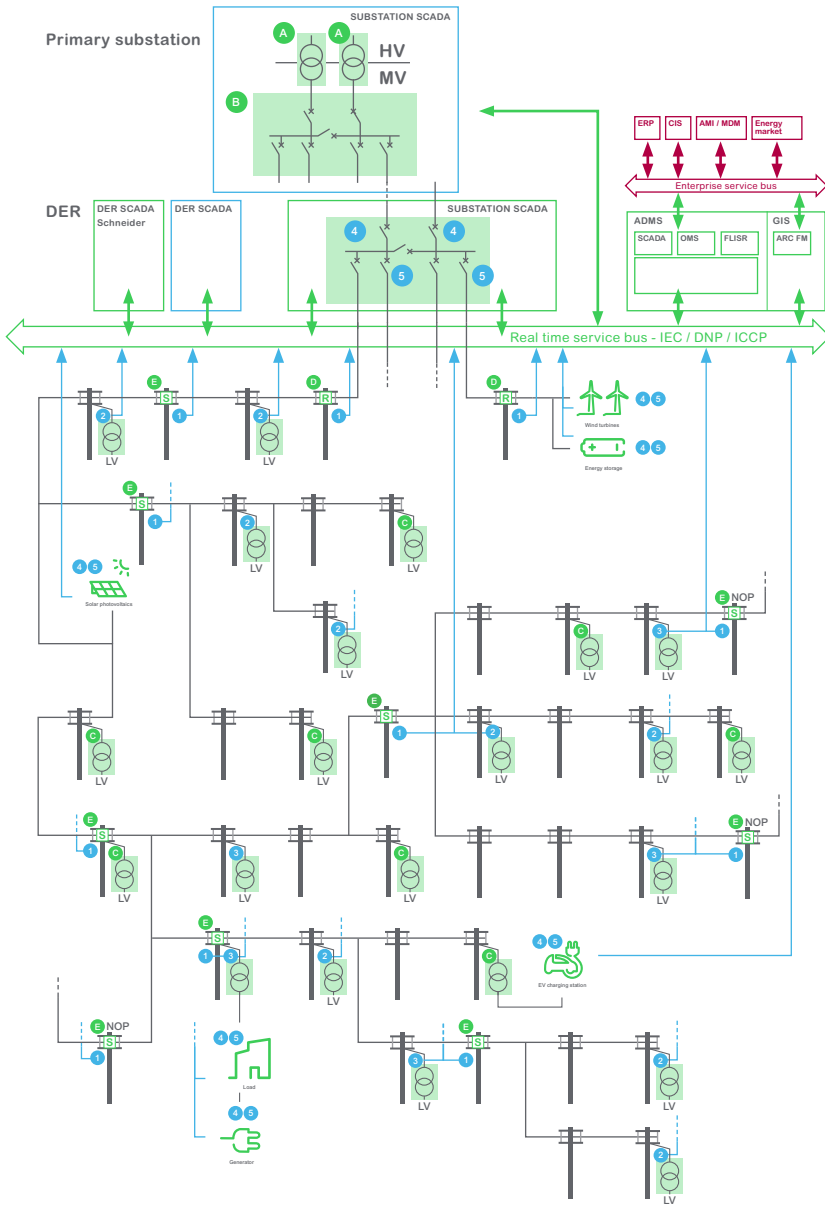 SUBSTATION SCADA
Primary substation
A
A
HV
MV
B
ERP
CIS
AMI / MDM
Energy
market
Enterprise service bus
DER
DER SCADA
Schneider
DER SCADA
SUBSTATION SCADA
4
4
5
5
ADMS
GIS
SCADA
OMS
FLISR
ARC FM
Real time service bus - IEC / DNP / ICCP
E
D
D
S
R
R
2
1
2
1
1
4
5
Wind turbines
LV
LV
4
5
Energy storage
E
S
1
2
C
LV
LV
4
5
Solar photovoltaics
2
LV
E
NOP
S
C
3
1
LV
LV
E
S
C
C
1
2
2
C
LV
LV
LV
LV
LV
E
S
1
C
3
C
LV
LV
LV
E
NOP
S
3
1
LV
E
S
1
3
2
C
4
5
EV charging station
LV
LV
LV
E
NOP
S
1
4
5
Load
4
5
Generator
E
S
3
1
2
LV
LV
2
LV